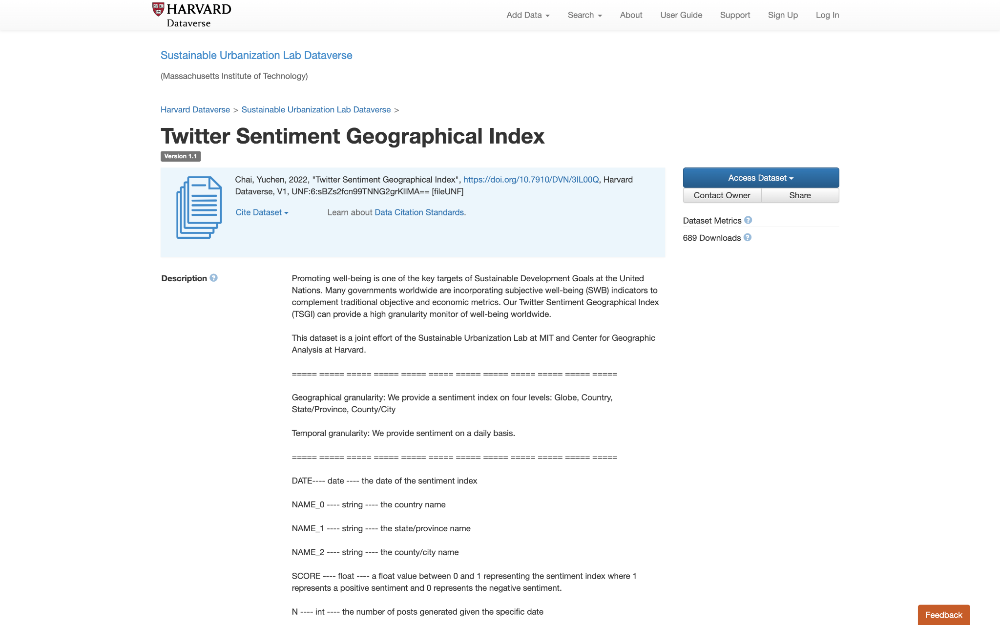 HARVARD
Dataverse
Add Data
Search
About
User Guide
Support
Sign Up
Log In
Sustainable Urbanization Lab Dataverse
(Massachusetts Institute of Technology)
Harvard Dataverse > Sustainable Urbanization Lab Dataverse >
Twitter Sentiment Geographical Index
Version 1.1
Chai, Yuchen, 2022, "Twitter Sentiment Geographical Index", https://doi.org/10.7910/DVN/3IL00Q, Harvard
Dataverse, V1, UNF:6:sBZs2fcn99TNNG2grKllMA== [fileUNF]
Cite Dataset
Learn about Data Citation Standards.
Access Dataset
Contact Owner
Share
Dataset Metrics ?
689 Downloads ?
Description ?
Promoting well-being is one of the key targets of Sustainable Development Goals at the United
Nations. Many governments worldwide are incorporating subjective well-being (SWB) indicators to
complement traditional objective and economic metrics. Our Twitter Sentiment Geographical Index
(TSGI) can provide a high granularity monitor of well-being worldwide.
This dataset is a joint effort of the Sustainable Urbanization Lab at MIT and Center for Geographic
Analysis at Harvard.
===== ===== ===== ===== ===== ===== ===== ===== ===== ===== ===== =====
Geographical granularity: We provide a sentiment index on four levels: Globe, Country,
State/Province, County/City
Temporal granularity: We provide sentiment on a daily basis.
===== ===== ===== ===== ===== ===== ===== ===== ===== ===== ===== =====
DATE---- date ---- the date of the sentiment index
NAME_0 ---- string ---- the country name
NAME_1 ---- string ---- the state/province name
NAME_2 ---- string ---- the county/city name
SCORE ---- float ---- a float value between 0 and 1 representing the sentiment index where 1
represents a positive sentiment and 0 represents the negative sentiment.
N ---- int ---- the number of posts generated given the specific date
Feedback